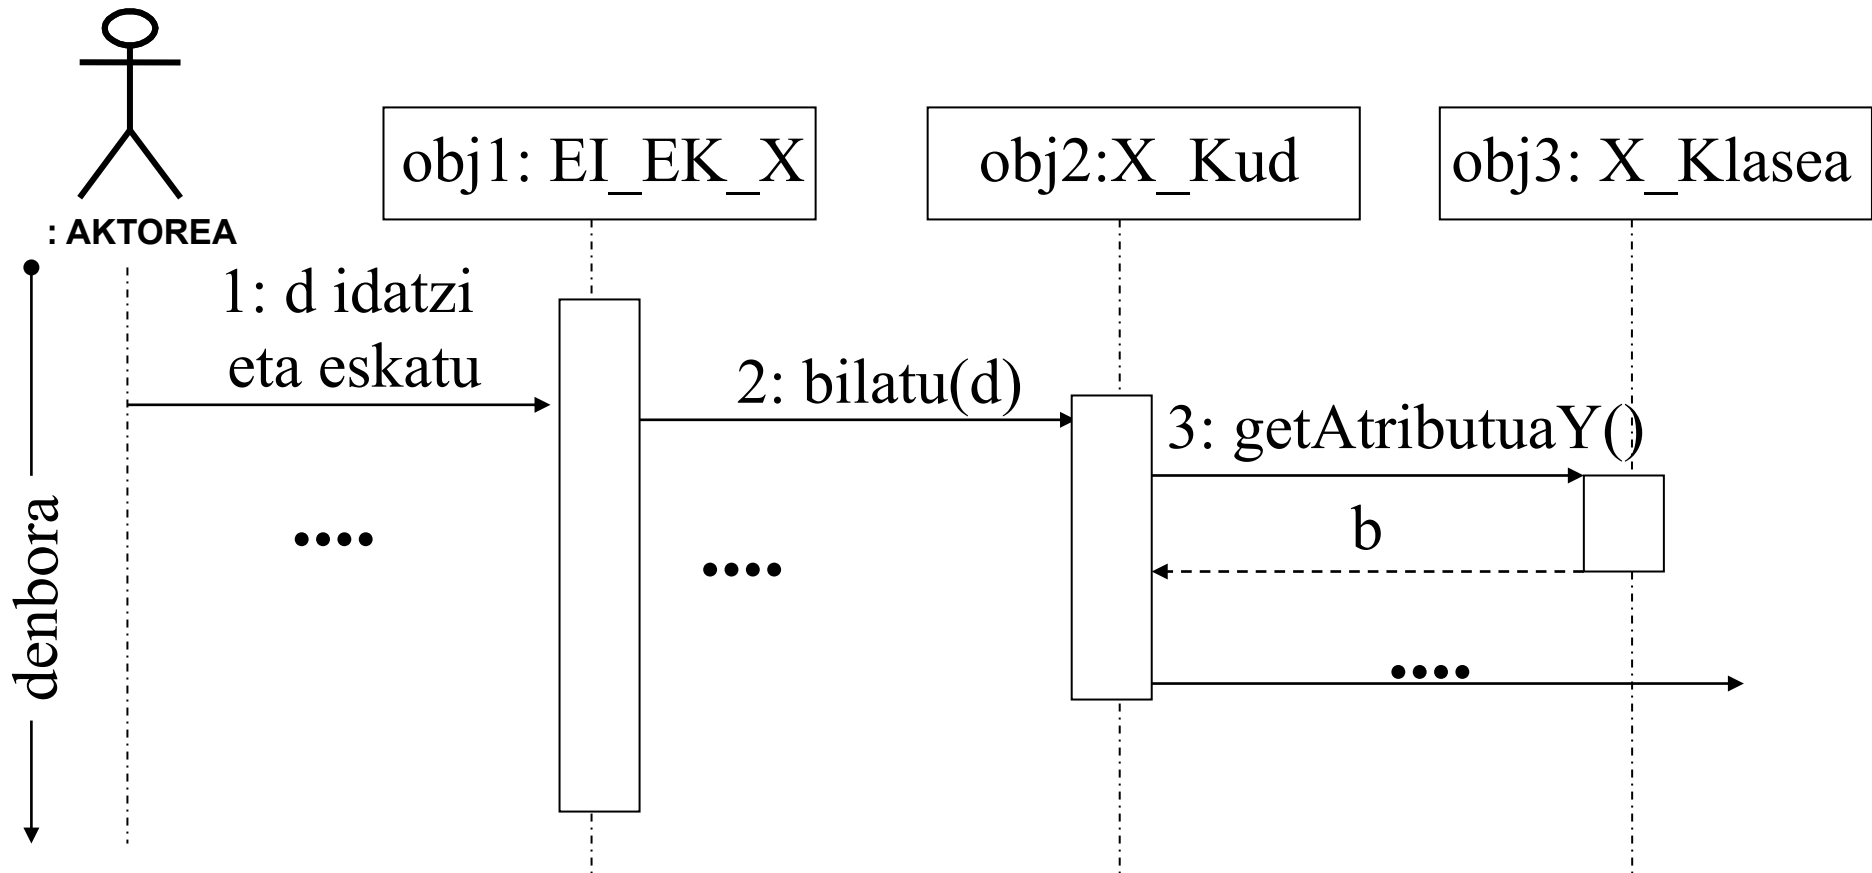 obj1: EI_EK_X
obj2:X_Kud
obj3: X_Klasea
: AKTOREA
1: d idatzi
eta eskatu
2: bilatu(d)
3: getAtributuaY()
b
denbora
••••
••••
••••